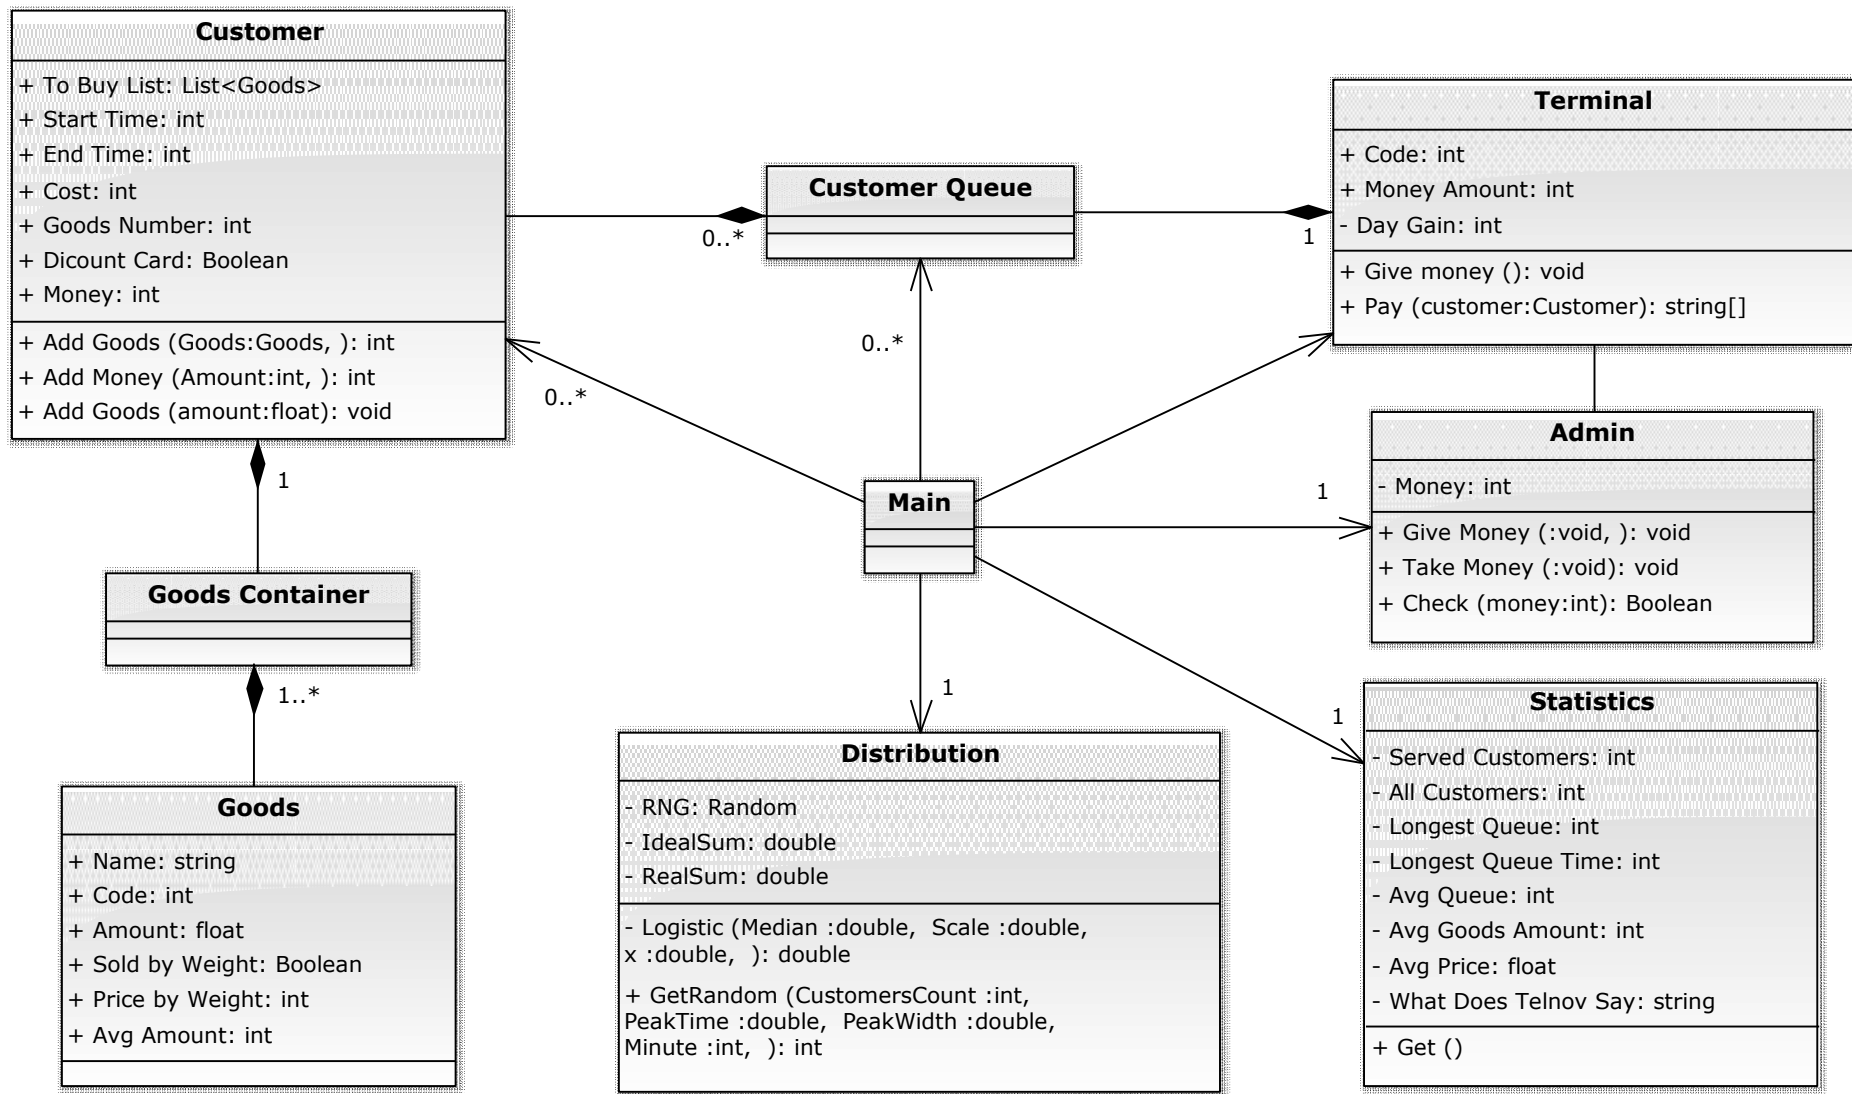 Customer
+ To Buy List: List<Goods>
+ Start Time: int
+ End Time: int
+ Cost: int
+ Goods Number: int
+ Dicount Card: Boolean
+ Money: int
+ Add Goods (Goods:Goods, ): int
+ Add Money (Amount:int, ): int
+ Add Goods (amount:float): void
Customer Queue
0..*
1
0..*
0..*
Terminal
+ Code: int
+ Money Amount: int
- Day Gain: int
+ Give money (): void
+ Pay (customer:Customer): string[]
Main
1
Admin
- Money: int
+ Give Money (:void, ): void
+ Take Money (:void): void
+ Check (money:int): Boolean
1
Goods Container
1..*
Goods
+ Name: string
+ Code: int
+ Amount: float
+ Sold by Weight: Boolean
+ Price by Weight: int
+ Avg Amount: int
1
Distribution
- RNG: Random
- IdealSum: double
- RealSum: double
- Logistic (Median :double, Scale :double,
x :double, ): double
+ GetRandom (CustomersCount :int,
PeakTime :double, PeakWidth :double,
Minute :int, ): int
1
Statistics
- Served Customers: int
- All Customers: int
- Longest Queue: int
- Longest Queue Time: int
- Avg Queue: int
- Avg Goods Amount: int
- Avg Price: float
- What Does Telnov Say: string
+ Get ()